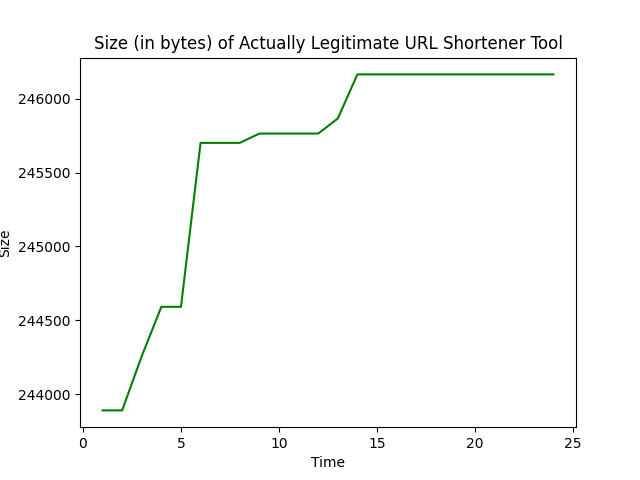 Size (in bytes) of Actually Legitimate URL Shortener Tool
246000
245500
245000
244500
244000
Size
0 5 10 15 20 25
Time